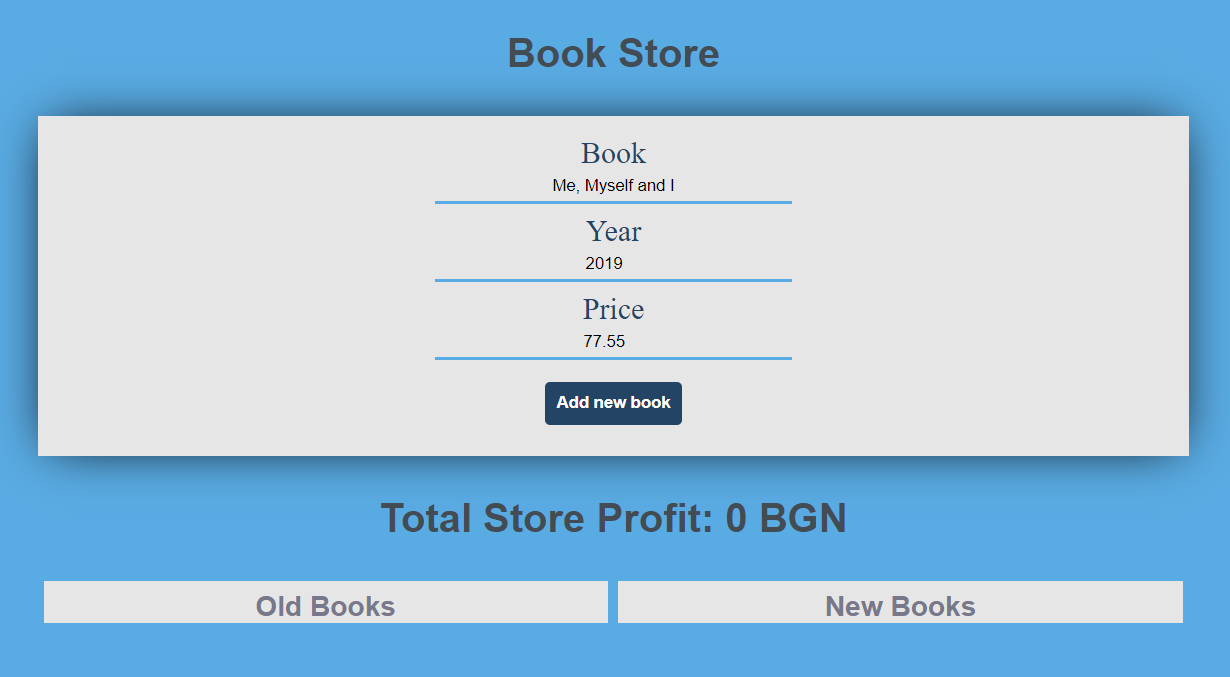 Book Store
Book
Me, Myself and I
Year
2019
Price
77.55
Add new book
Total Store Profit: 0 BGN
Old Books
New Books